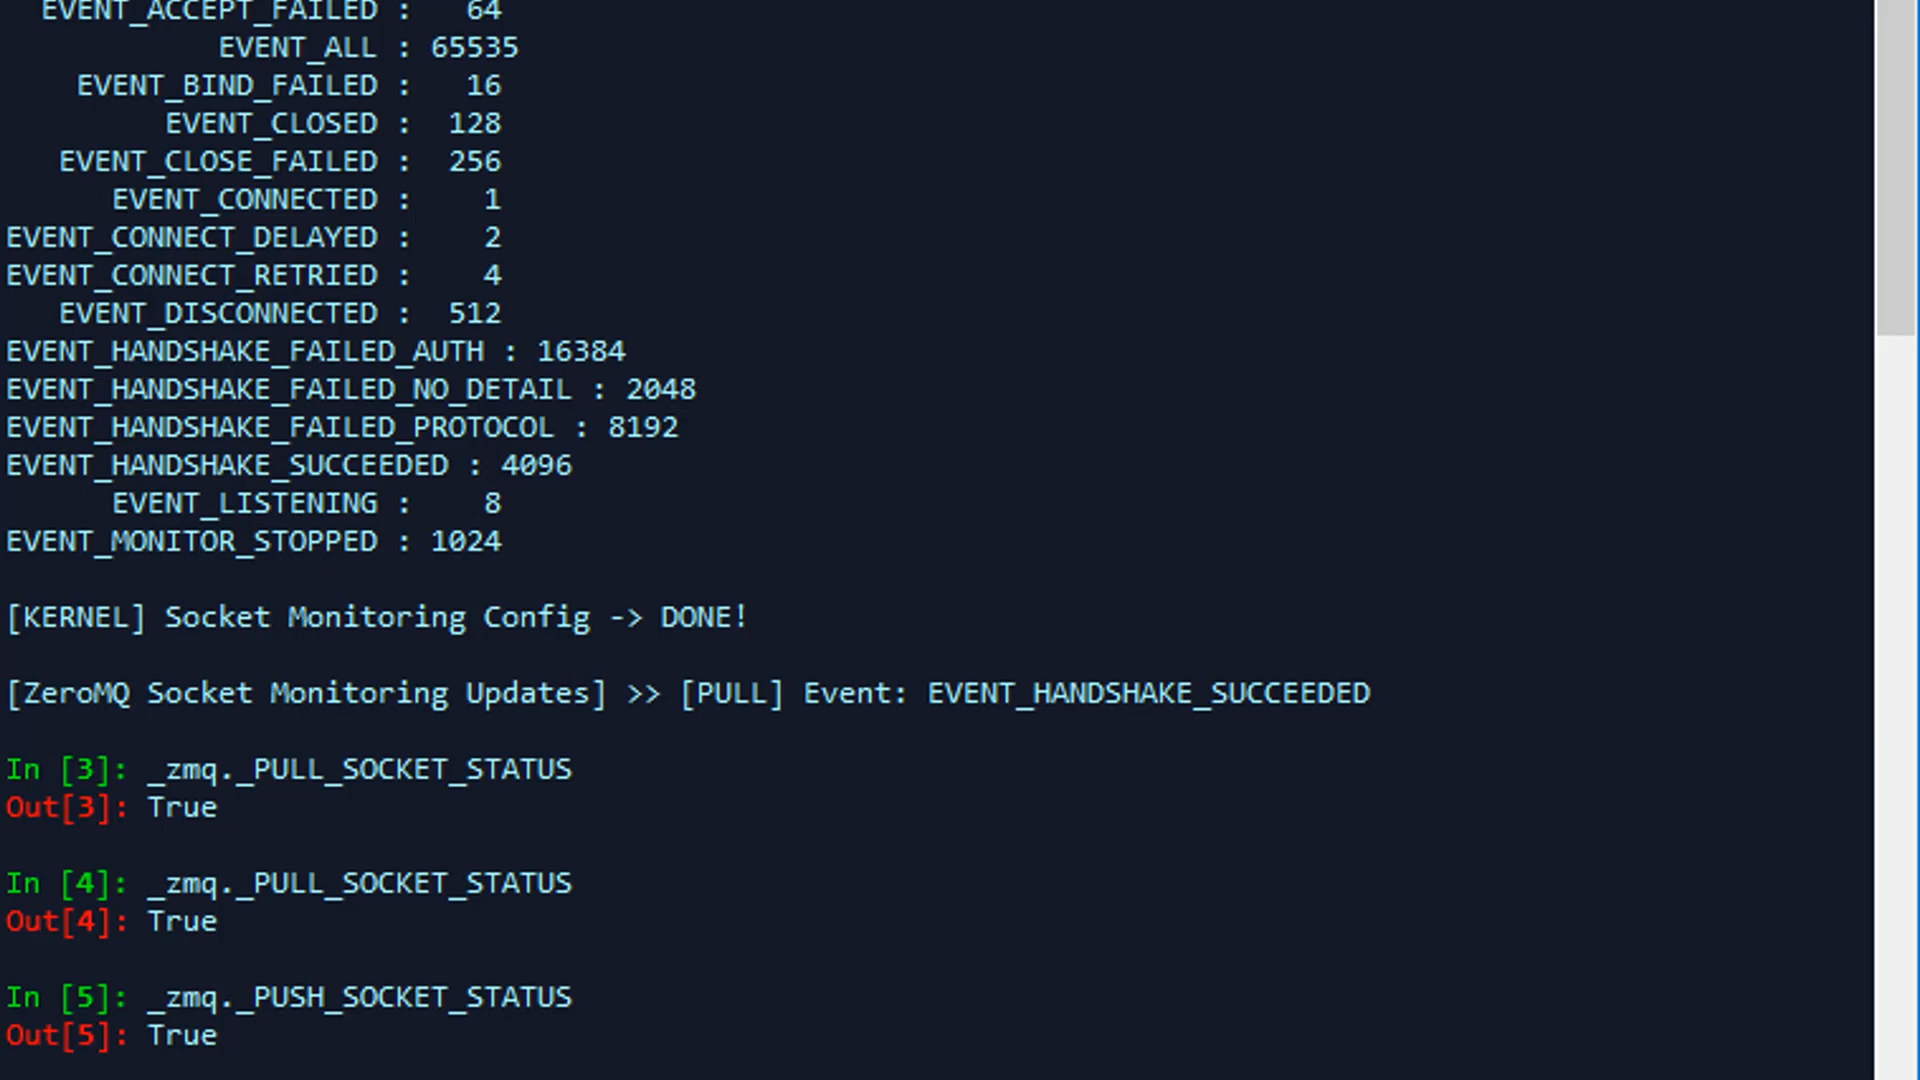 EVENT_ACCEPT_FAILED :   64
EVENT_ALL : 65535
EVENT_BIND_FAILED :   16
EVENT_CLOSED :  128
EVENT_CLOSE_FAILED :  256
EVENT_CONNECTED :    1
EVENT_CONNECT_DELAYED :    2
EVENT_CONNECT_RETRIED :    4
EVENT_DISCONNECTED :  512
EVENT_HANDSHAKE_FAILED_AUTH : 16384
EVENT_HANDSHAKE_FAILED_NO_DETAIL : 2048
EVENT_HANDSHAKE_FAILED_PROTOCOL : 8192
EVENT_HANDSHAKE_SUCCEEDED : 4096
EVENT_LISTENING :    8
EVENT_MONITOR_STOPPED : 1024
[KERNEL] Socket Monitoring Config -> DONE!
[ZeroMQ Socket Monitoring Updates] >> [PULL] Event: EVENT_HANDSHAKE_SUCCEEDED
In [3]: _zmq._PULL_SOCKET_STATUS
Out[3]: True
In [4]: _zmq._PULL_SOCKET_STATUS
Out[4]: True
In [5]: _zmq._PUSH_SOCKET_STATUS
Out[5]: True